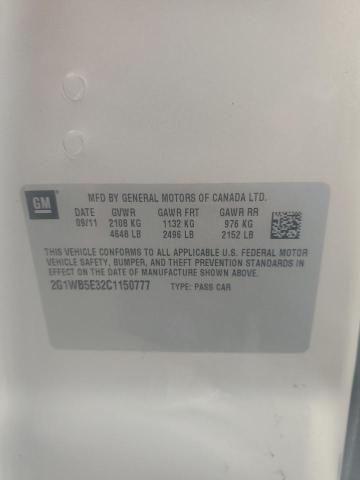 GM
MFD BY GENERAL MOTORS OF CANADA LTD.
DATE GVWR GAWR FRT GAWR RR
09/11 2108 KG 1132 KG 976 KG
4648 LB 2496 LB 2152 LB
THIS VEHICLE CONFORMS TO ALL APPLICABLE U.S. FEDERAL MOTOR
VEHICLE SAFETY, BUMPER, AND THEFT PREVENTION STANDARDS IN
EFFECT ON THE DATE OF MANUFACTURE SHOWN ABOVE.
2G1WB5E32C1150777 TYPE: PASS CAR